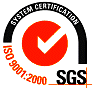 SYSTEM CERTIFICATION
ISO 9001:2000
SGS